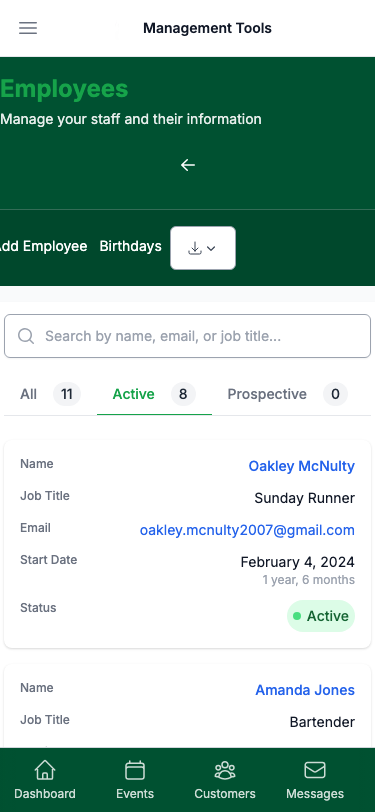 Management Tools
Employees
Manage your staff and their information
dd Employee Birthdays
Search by name, email, or job title...
All 11 Active 8 Prospective 0
Name Oakley McNulty
Job Title Sunday Runner
Email oakley.mcnulty2007@gmail.com
Start Date February 4, 2024
1 year, 6 months
Status Active
Name Amanda Jones
Job Title Bartender
Dashboard Events Customers Messages